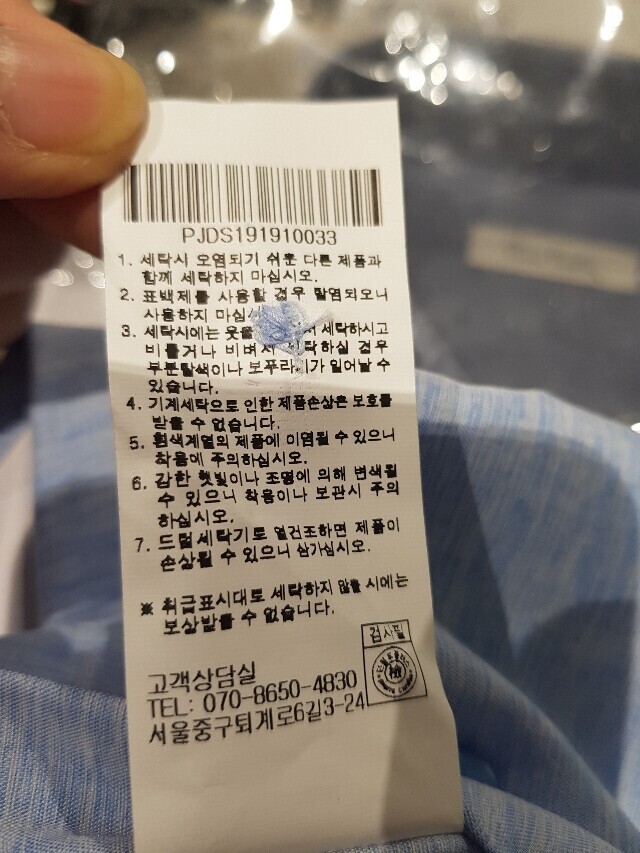 PJDS191910033
1. 세탁시 오염되기 쉬운 다른 제품과
함께 세탁하지 마십시오.
2. 표백제를 사용할 경우 탈염되오니
사용하지 마십
3. 세탁시에는 옷을 세탁하시고
비틀거나 비벼서 세탁하실 경우
부분탈색이나 보푸라기가 일어날 수
있습니다.
4. 기계세탁으로 인한 제품손상은 보호를
받을 수 없습니다.
5. 흰색계열의 제품에 이염될 수 있으니
착용에 주의하십시오.
6. 강한 햇빛이나 조명에 의해 변색될
수 있으니 착용이나 보관시 주의
하십시오.
7. 드럼세탁기로 열건조하면 제품이
손상될 수 있으니 삼가십시오.
※ 취급표시대로 세탁하지 않을 시에는
보상받을 수 없습니다.
검사필
고객상담실
TEL: 070-8650-4830
서울중구퇴계로6길3-24